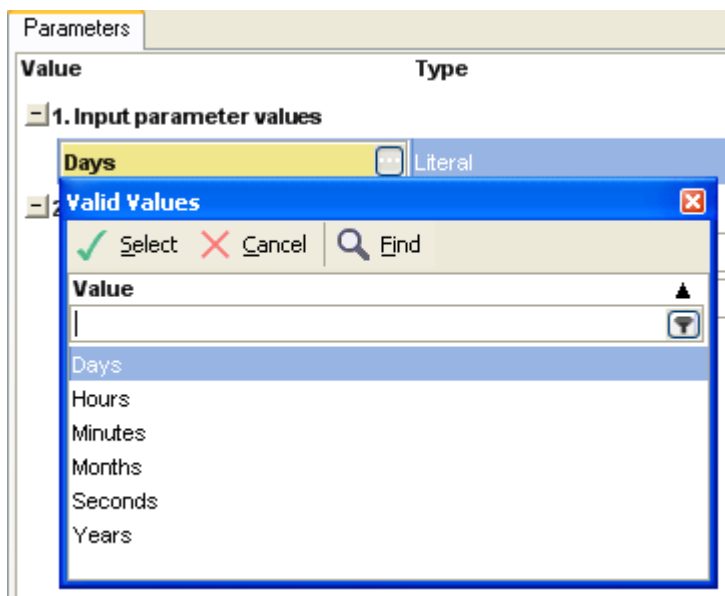 Parameters
Value Type
1. Input parameter values
Days Literal
2
Valid Values
Select Cancel Find
Value
Days
Hours
Minutes
Months
Seconds
Years